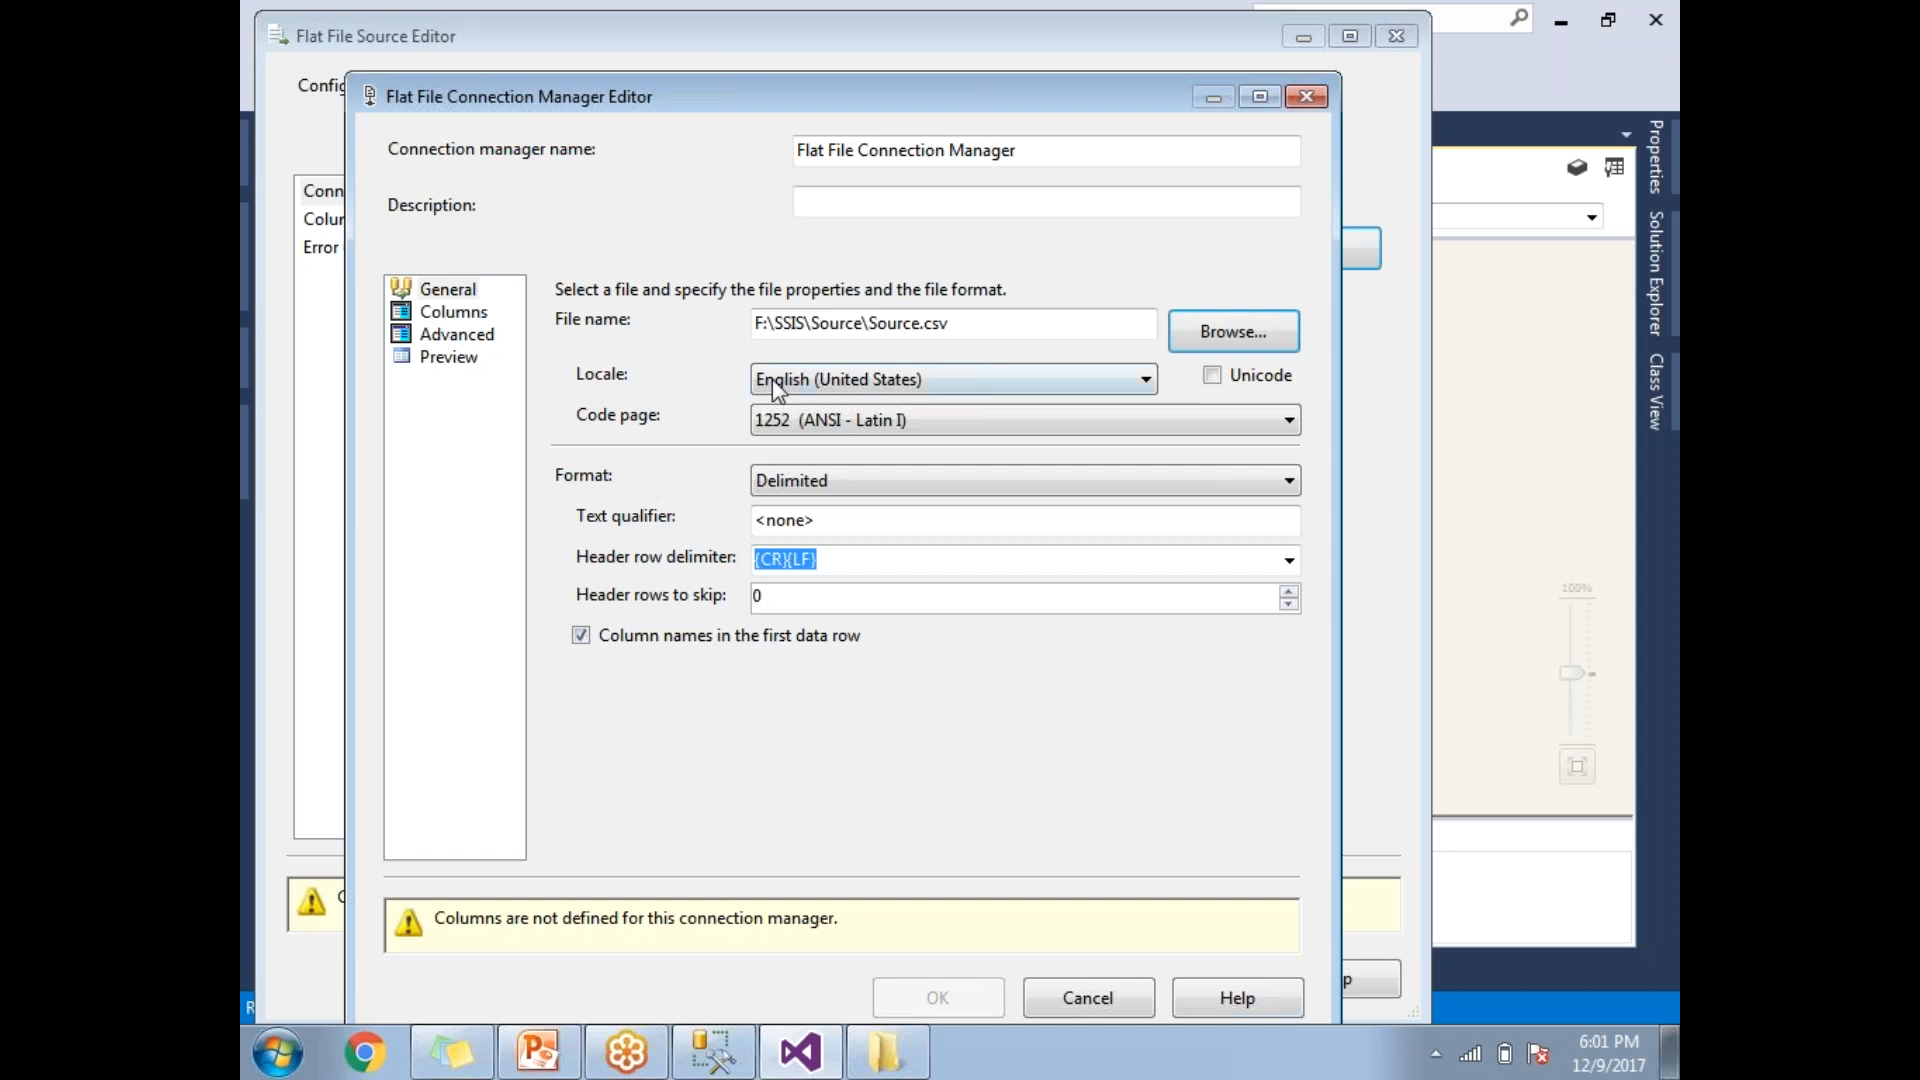 Flat File Source Editor
Config
Flat File Connection Manager Editor
Connection manager name:
Flat File Connection Manager
Description:
Conn
Colur
Error
General
Columns
Advanced
Preview
Select a file and specify the file properties and the file format.
File name:
F:\SSIS\Source\Source.csv
Browse...
Locale:
English (United States)
Unicode
Code page:
1252 (ANSI - Latin I)
Format:
Delimited
Text qualifier:
<none>
Header row delimiter:
{CR}{LF}
Header rows to skip:
0
Column names in the first data row
Columns are not defined for this connection manager.
OK
Cancel
Help
p
R
Properties
Solution Explorer
Class View
100%
6:01 PM
12/9/2017